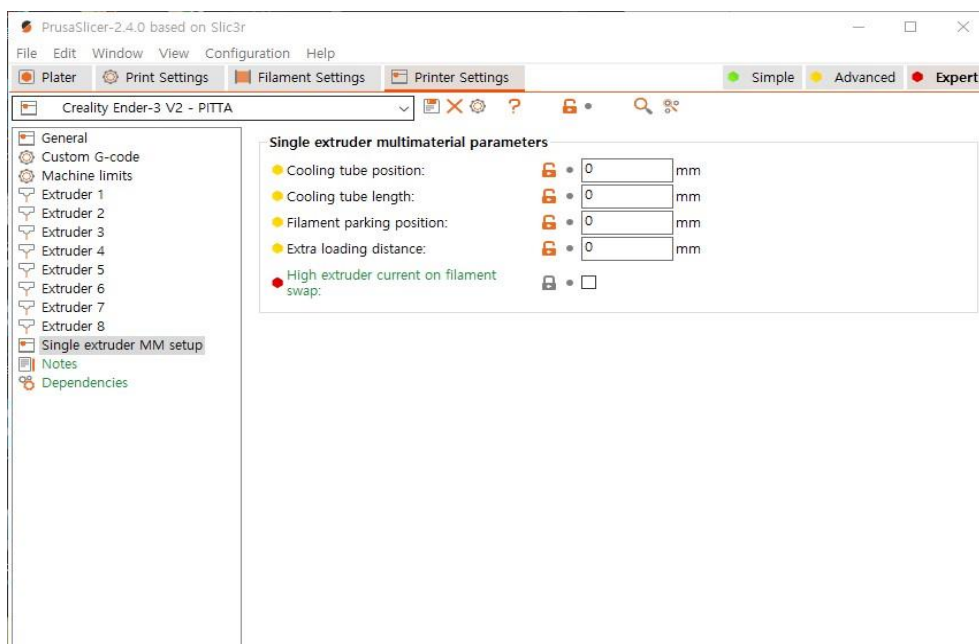 PrusaSlicer-2.4.0 based on Slic3r
File Edit Window View Configuration Help
Plater Print Settings Filament Settings Printer Settings Simple Advanced Expert
Creality Ender-3 V2 - PITTA
?
General
Custom G-code
Machine limits
Extruder 1
Extruder 2
Extruder 3
Extruder 4
Extruder 5
Extruder 6
Extruder 7
Extruder 8
Single extruder MM setup
Notes
Dependencies
Single extruder multimaterial parameters
Cooling tube position: 0 mm
Cooling tube length: 0 mm
Filament parking position: 0 mm
Extra loading distance: 0 mm
High extruder current on filament
swap: